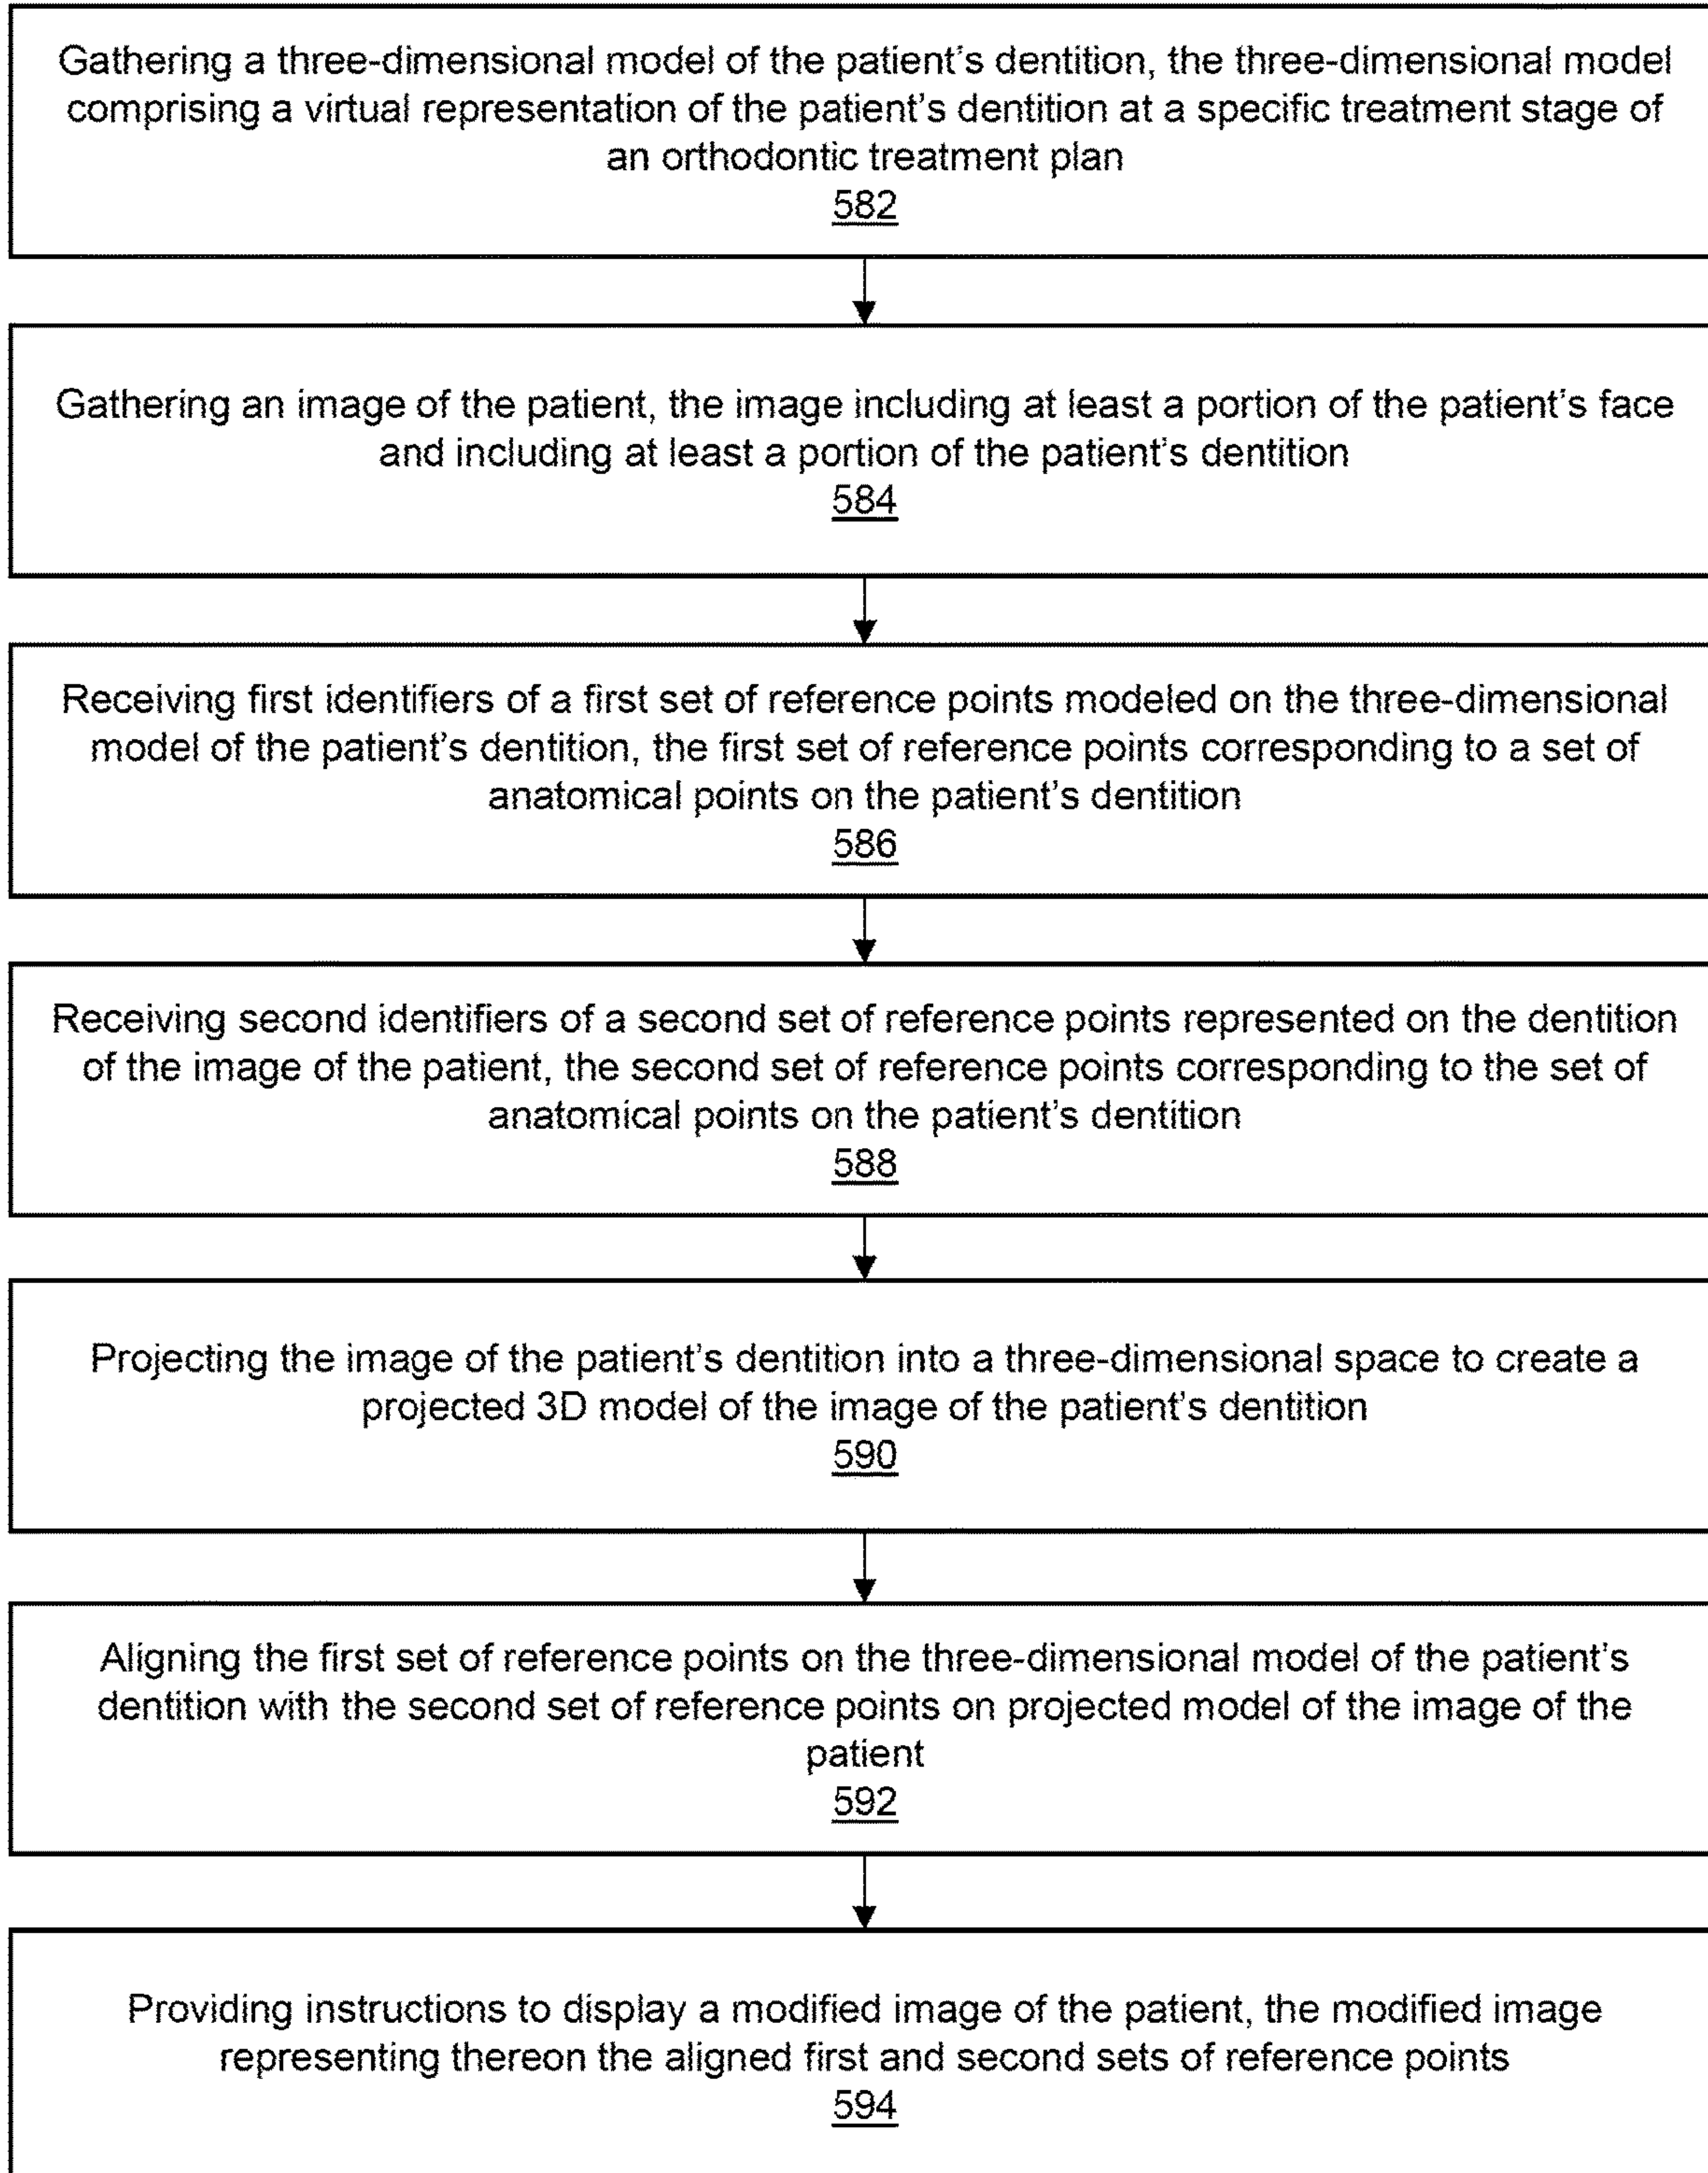 Gathering a three-dimensional model of the patient's dentition, the three-dimensional model
comprising a virtual representation of the patient's dentition at a specific treatment stage of
an orthodontic treatment plan
582
Gathering an image of the patient, the image including at least a portion of the patient's face
and including at least a portion of the patient's dentition
584
Receiving first identifiers of a first set of reference points modeled on the three-dimensional
model of the patient's dentition, the first set of reference points corresponding to a set of
anatomical points on the patient's dentition
586
Receiving second identifiers of a second set of reference points represented on the dentition
of the image of the patient, the second set of reference points corresponding to the set of
anatomical points on the patient's dentition
588
Projecting the image of the patient's dentition into a three-dimensional space to create a
projected 3D model of the image of the patient's dentition
590
Aligning the first set of reference points on the three-dimensional model of the patient's
dentition with the second set of reference points on projected model of the image of the
patient
592
Providing instructions to display a modified image of the patient, the modified image
representing thereon the aligned first and second sets of reference points
594